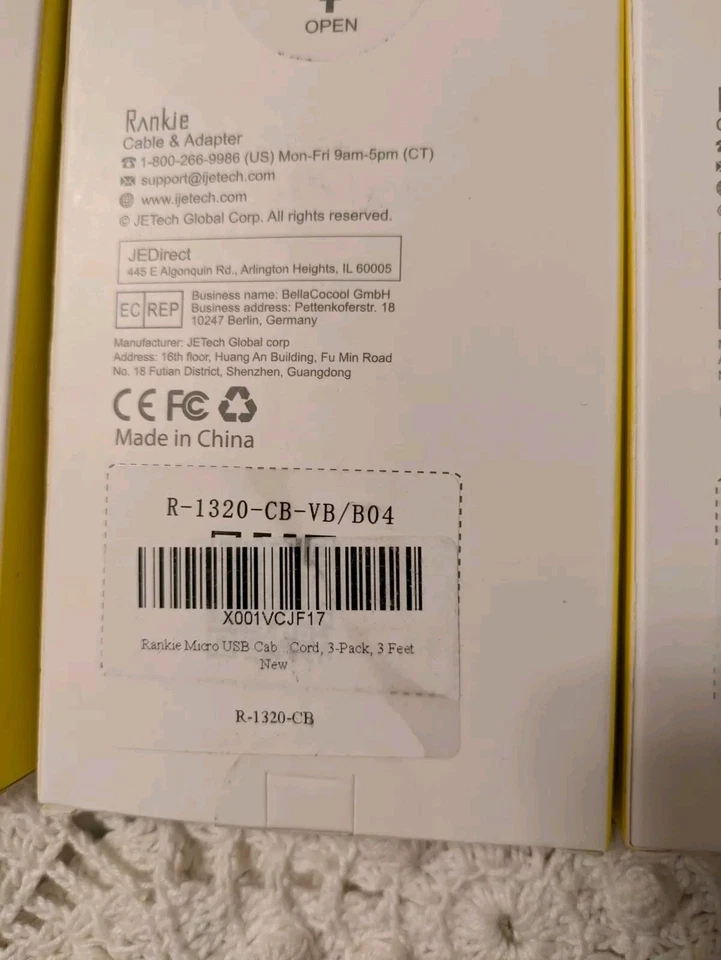 OPEN
Rankie
Cable & Adapter
1-800-266-9986 (US) Mon-Fri 9am-5pm (CT)
support@ijetech.com
www.ijetech.com
© JETech Global Corp. All rights reserved.
JEDirect
445 E Algonquin Rd., Arlington Heights, IL 60005
EC REP
Business name: BellaCocool GmbH
Business address: Pettenkoferstr. 18
10247 Berlin, Germany
Manufacturer: JETech Global corp
Address: 16th floor, Huang An Building, Fu Min Road
No. 18 Futian District, Shenzhen, Guangdong
CE FC
Made in China
R-1320-CB-VB/B04
X001VCJF17
Rankie Micro USB Cab...Cord, 3-Pack, 3 Feet
New
R-1320-CB